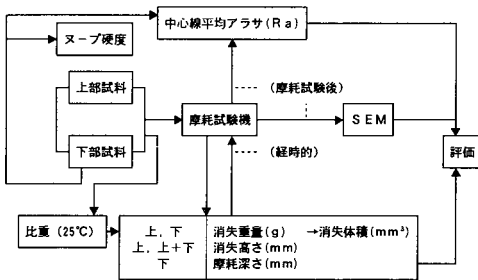 中心線平均アラサ(Ra)
ヌープ硬度
上部試料
----(摩耗試験後)
摩耗試験機
SEM
下部試料
----(経時的)
評価
比重(25℃)
上, 下 消失重量(g) →消失体積(mm³)
上, 上+下 消失高さ(mm)
下 摩耗深さ(mm)